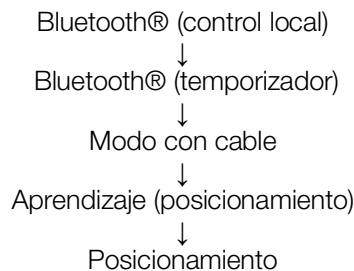 Bluetooth® (control local)
↓
Bluetooth® (temporizador)
↓
Modo con cable
↓
Aprendizaje (posicionamiento)
↓
Posicionamiento